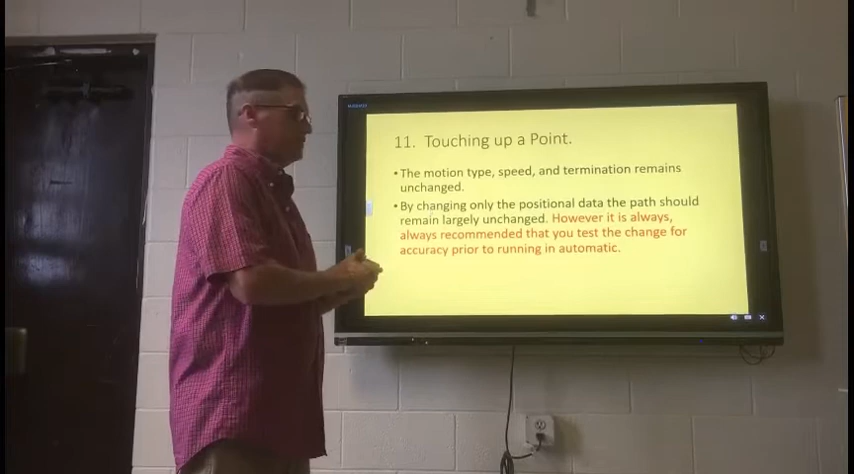 11. Touching up a Point.
• The motion type, speed, and termination remains
unchanged.
• By changing only the positional data the path should
remain largely unchanged. However it is always,
always recommended that you test the change for
accuracy prior to running in automatic.